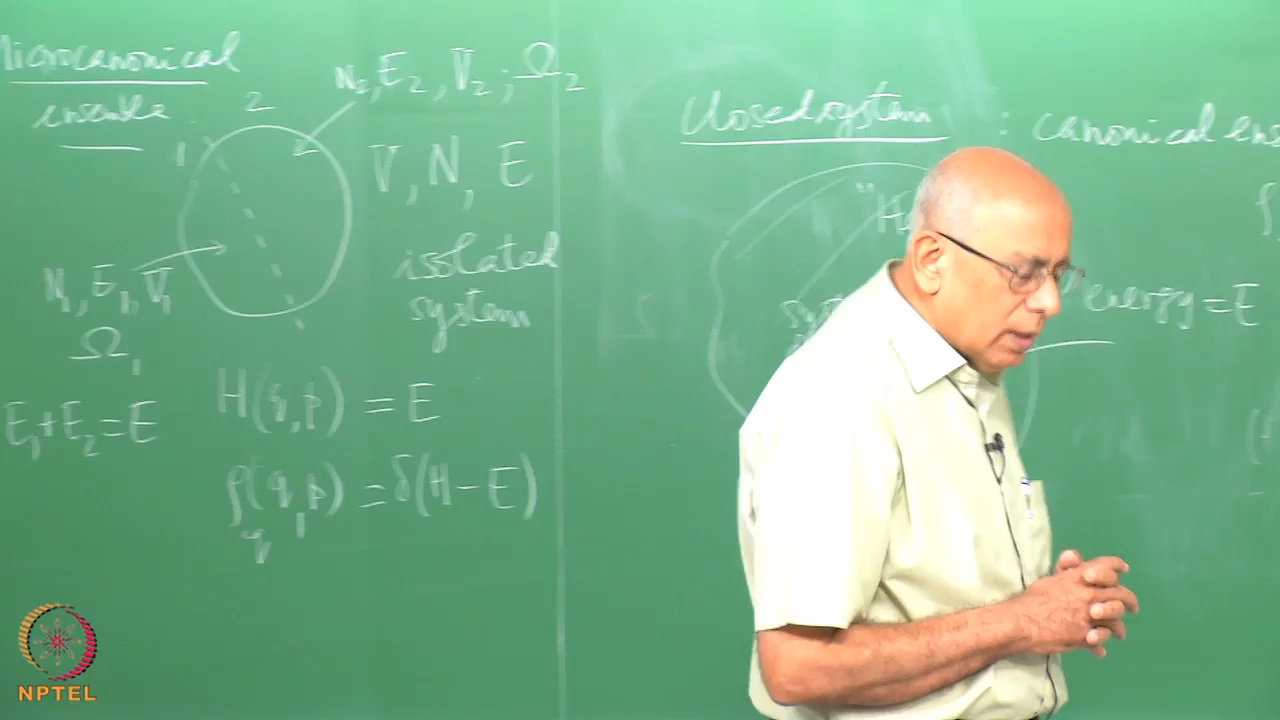 Microcanonical
ensemble
1
2
N₂, E₂, V₂; Ω₂
V, N, E
isolated
system
N₁, E₁, V₁
Ω₁
E₁+E₂=E
H(q,p) = E
ρ(q,p) = δ(H-E)
Closed system : canonical ens
"H
sys
energy = E
NPTEL